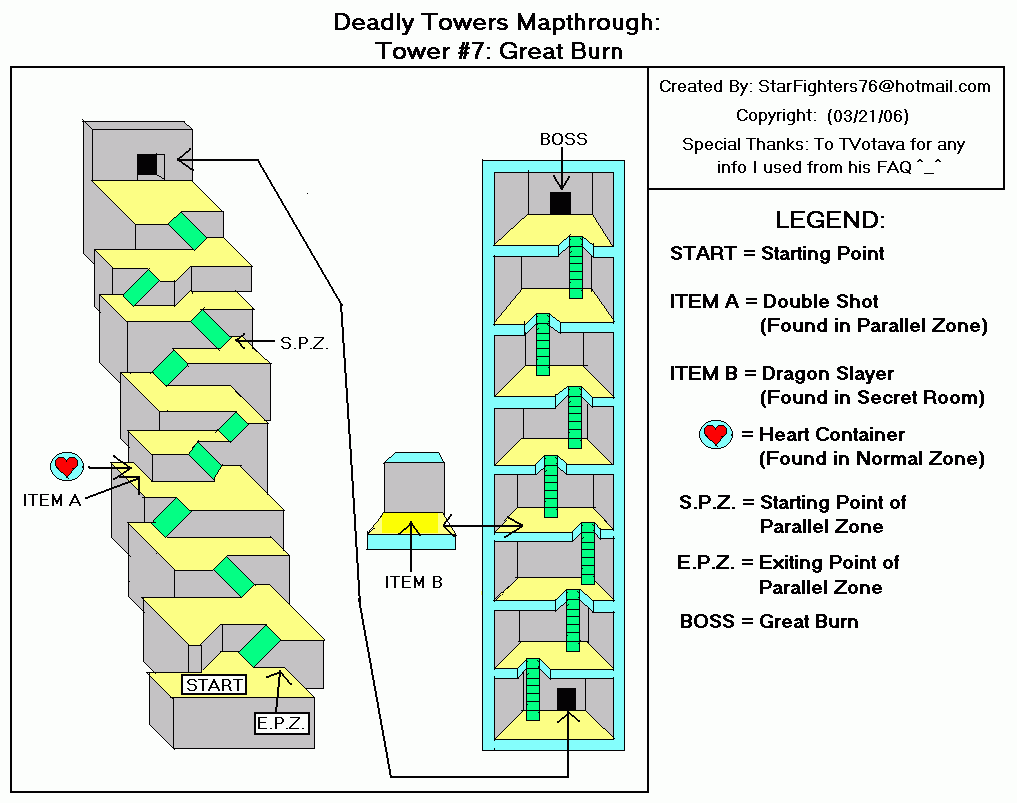 Deadly Towers Mapthrough:
Tower #7: Great Burn
Created By: StarFighters76@hotmail.com
Copyright: (03/21/06)
Special Thanks: To TVotava for any
info I used from his FAQ ^_^
BOSS
LEGEND:
START = Starting Point
ITEM A = Double Shot
(Found in Parallel Zone)
ITEM B = Dragon Slayer
(Found in Secret Room)
= Heart Container
(Found in Normal Zone)
S.P.Z. = Starting Point of
Parallel Zone
E.P.Z. = Exiting Point of
Parallel Zone
BOSS = Great Burn
S.P.Z.
ITEM A
ITEM B
START
E.P.Z.